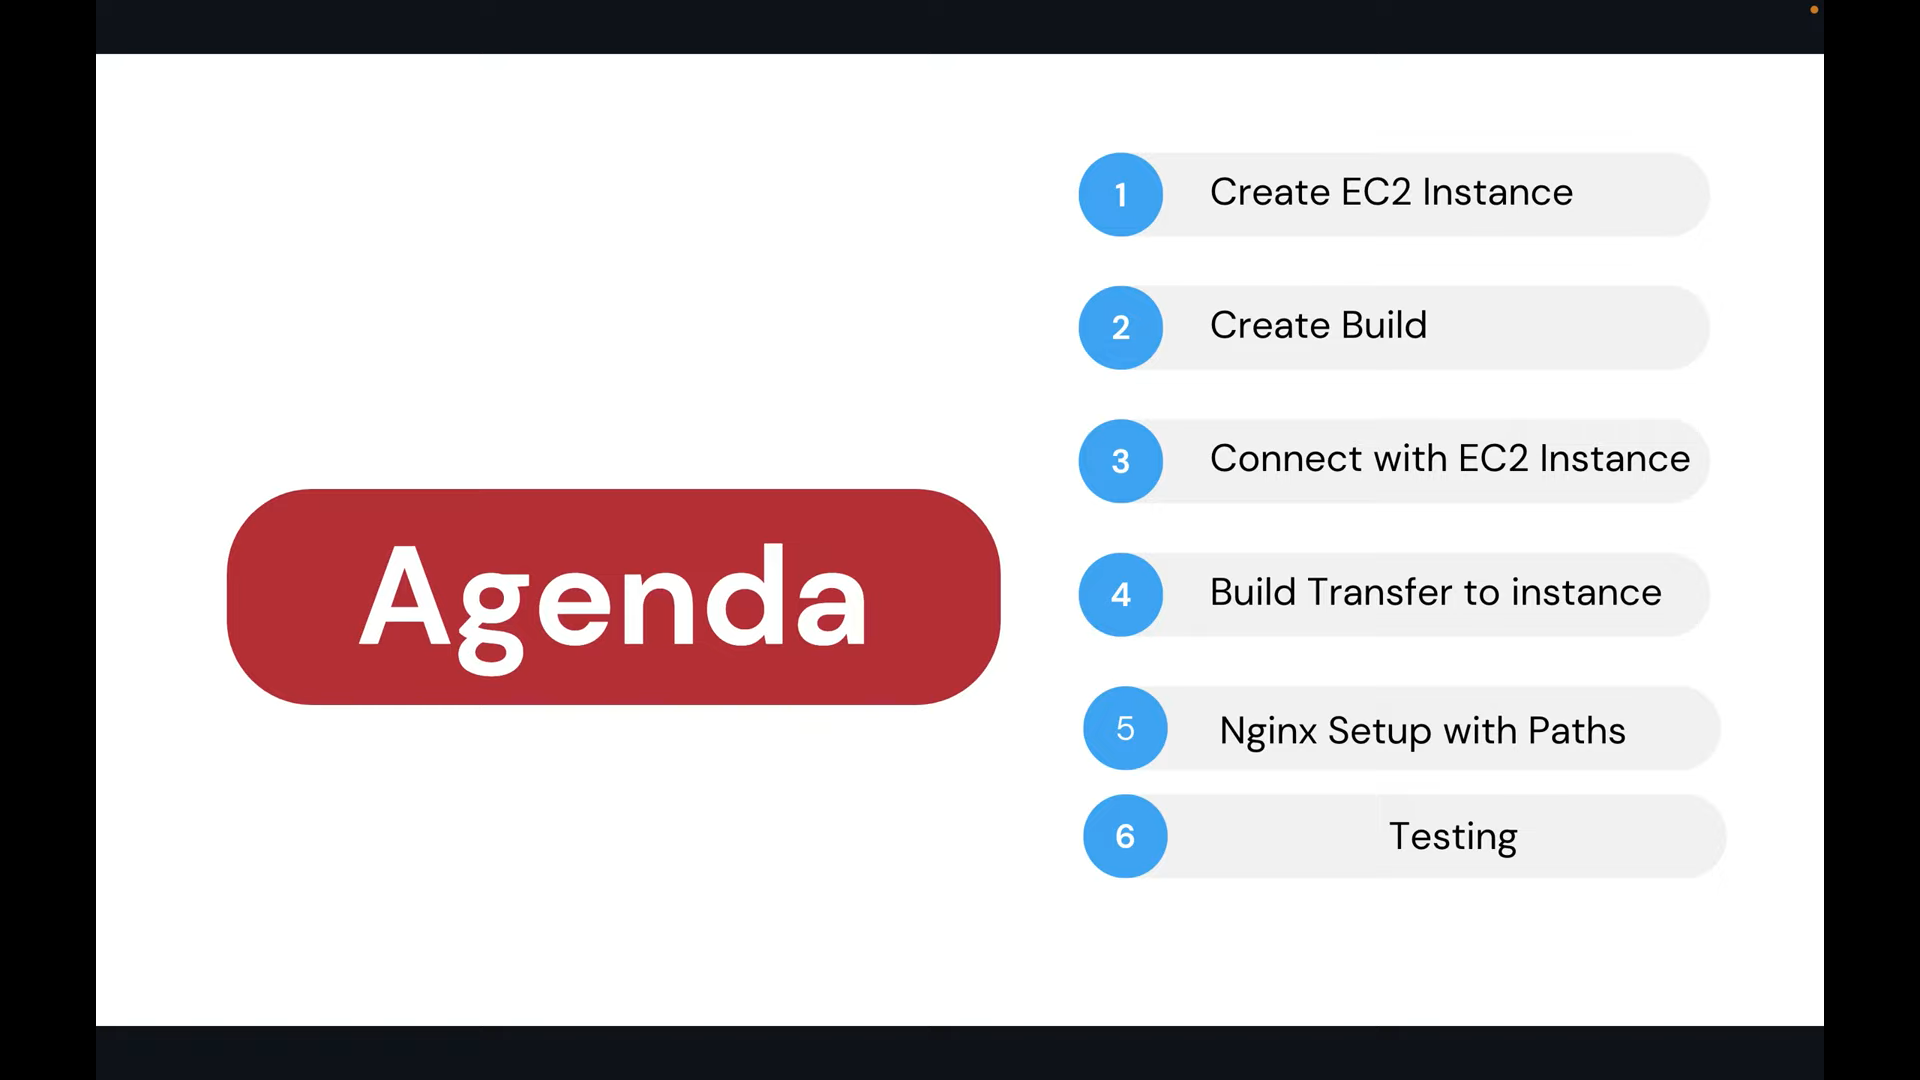 Agenda
1 Create EC2 Instance
2 Create Build
3 Connect with EC2 Instance
4 Build Transfer to instance
5 Nginx Setup with Paths
6 Testing